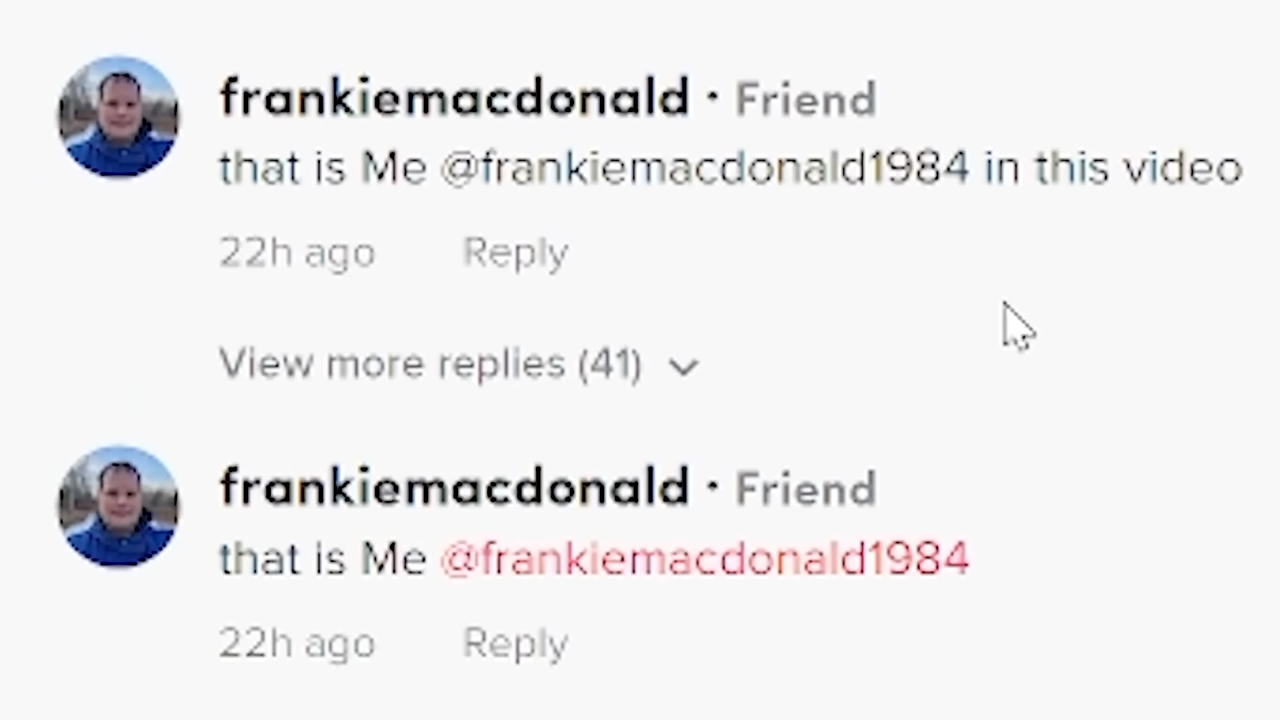 frankiemacdonald · Friend
that is Me @frankiemacdonald1984 in this video
22h ago Reply
View more replies (41)
frankiemacdonald · Friend
that is Me @frankiemacdonald1984
22h ago Reply